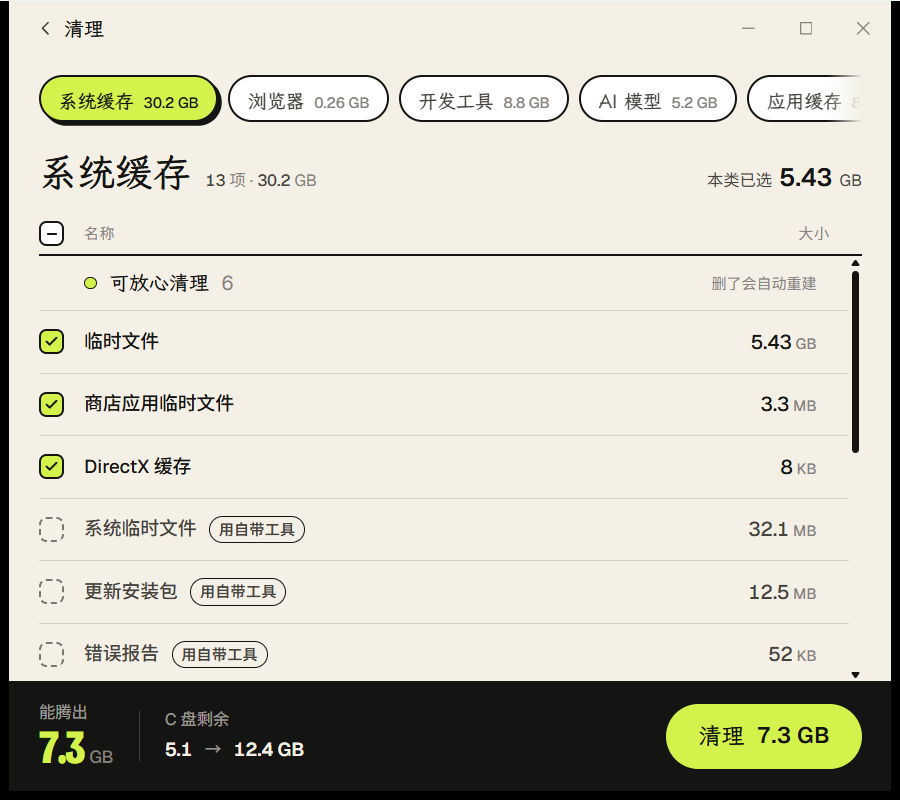 清理
系统缓存 30.2 GB 浏览器 0.26 GB 开发工具 8.8 GB AI 模型 5.2 GB 应用缓存
系统缓存 13 项 · 30.2 GB 本类已选 5.43 GB
名称 大小
可放心清理 6 删了会自动重建
临时文件 5.43 GB
商店应用临时文件 3.3 MB
DirectX 缓存 8 KB
系统临时文件 用自带工具 32.1 MB
更新安装包 用自带工具 12.5 MB
错误报告 用自带工具 52 KB
能腾出 C 盘剩余
7.3 GB 5.1 → 12.4 GB 清理 7.3 GB